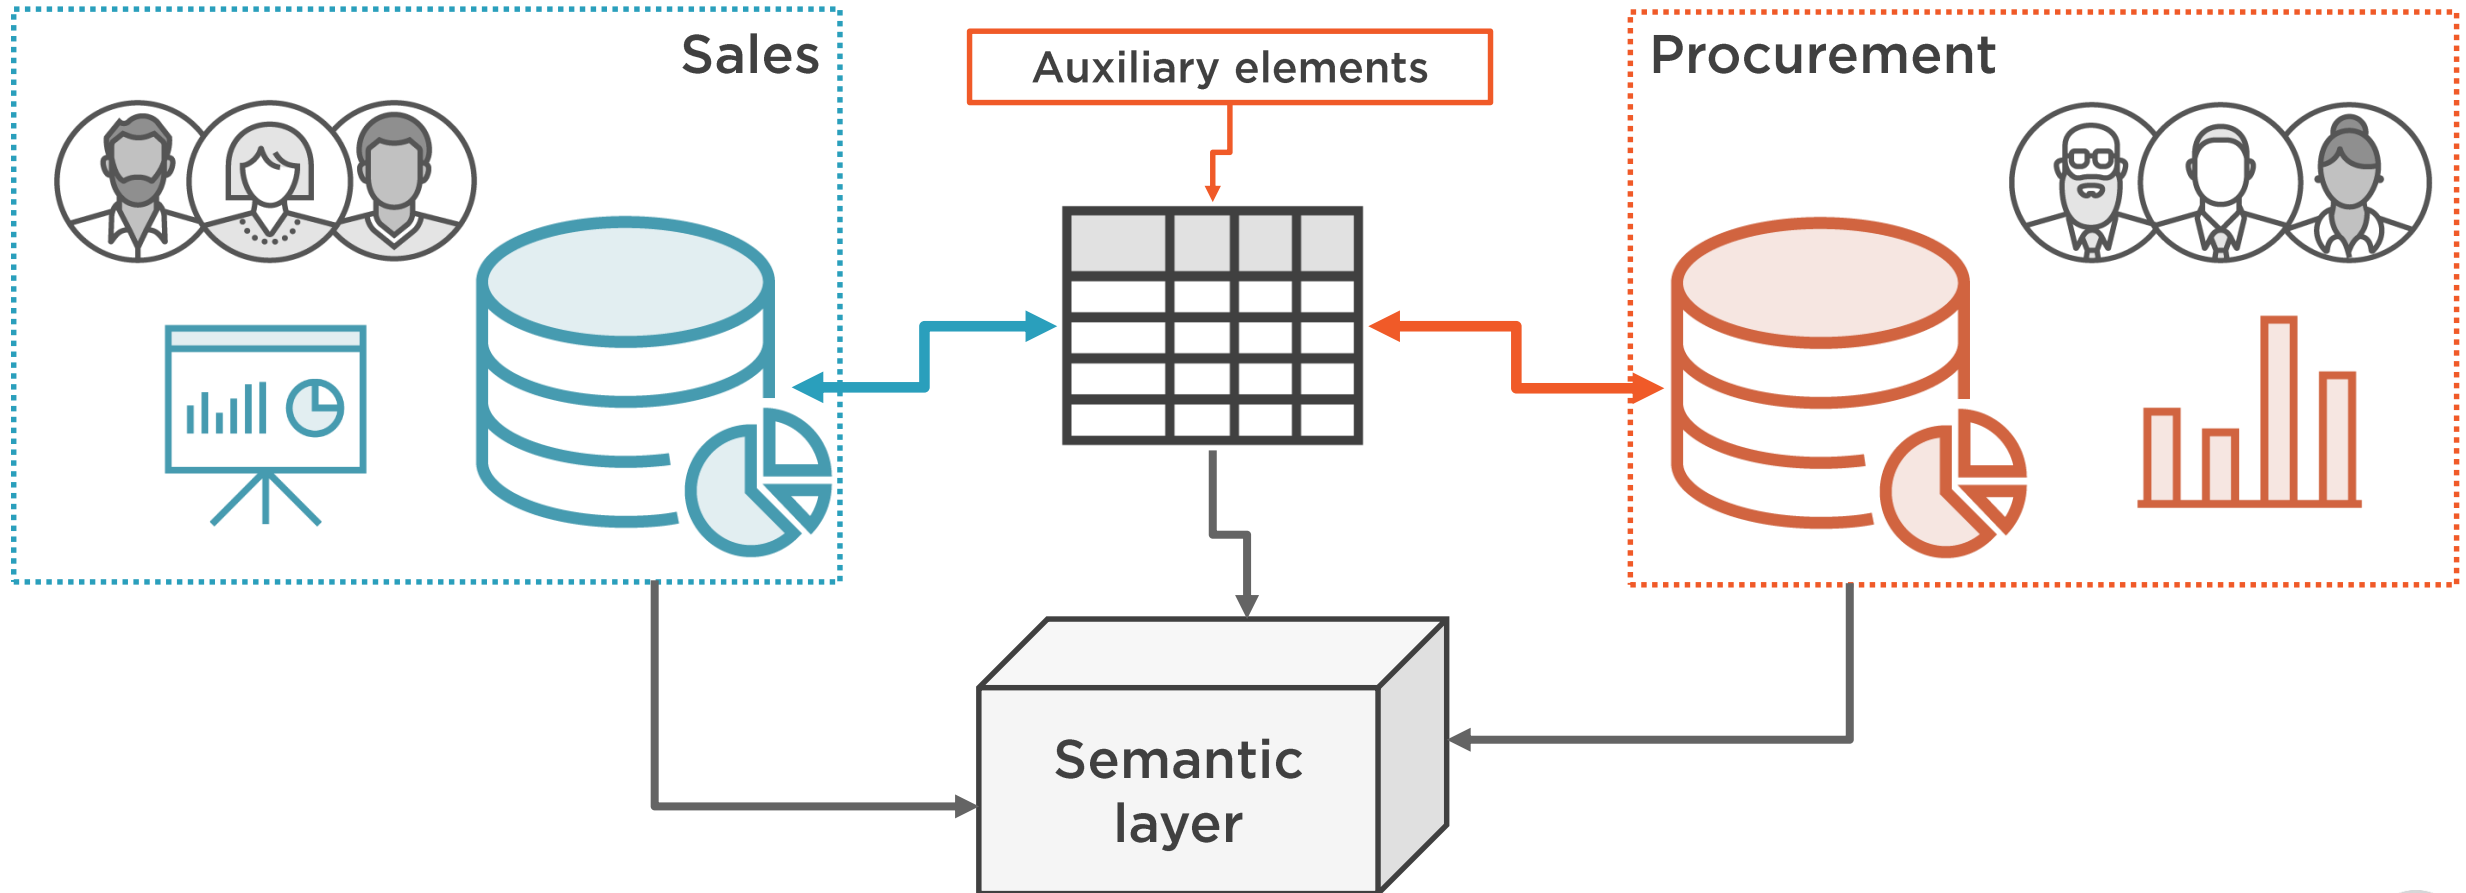 Sales
Auxiliary elements
Procurement
Semantic
layer